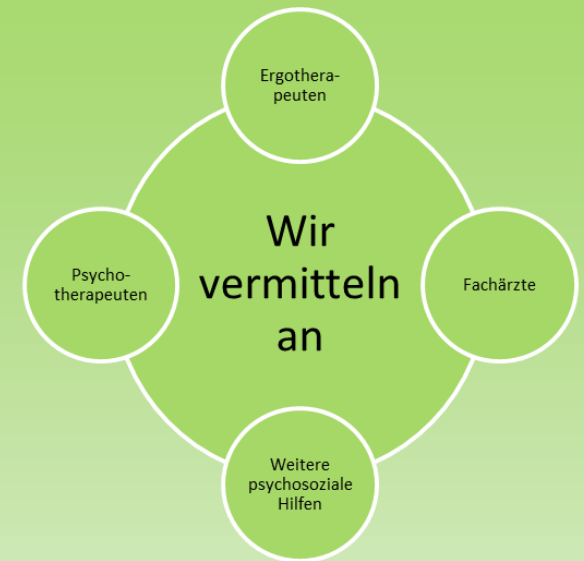 Ergothera-
peuten
Wir
vermitteln
an
Psycho-
therapeuten
Fachärzte
Weitere
psychosoziale
Hilfen